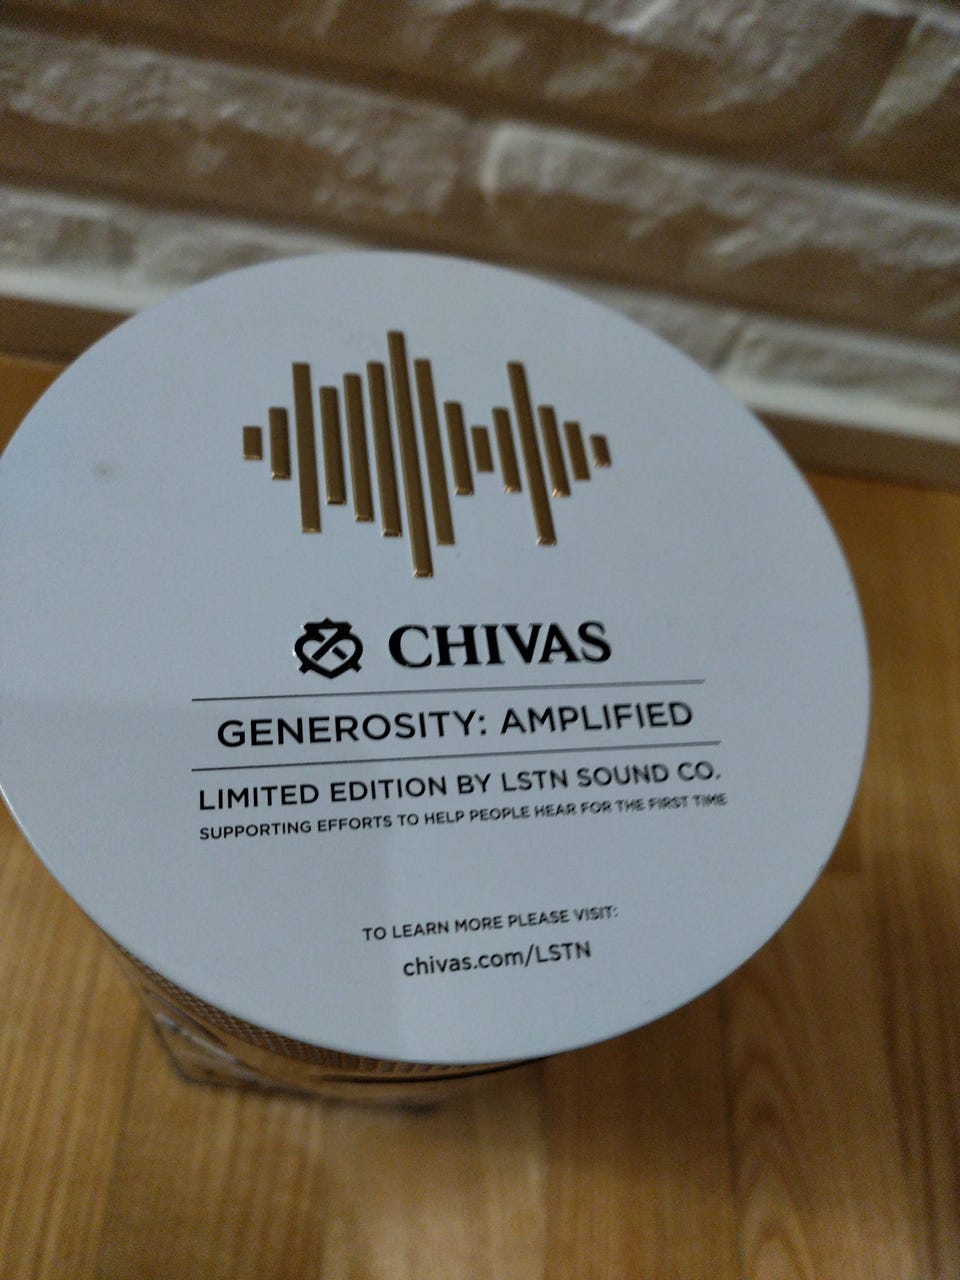 CHIVAS
GENEROSITY: AMPLIFIED
LIMITED EDITION BY LSTN SOUND CO.
SUPPORTING EFFORTS TO HELP PEOPLE HEAR FOR THE FIRST TIME
TO LEARN MORE PLEASE VISIT:
chivas.com/LSTN